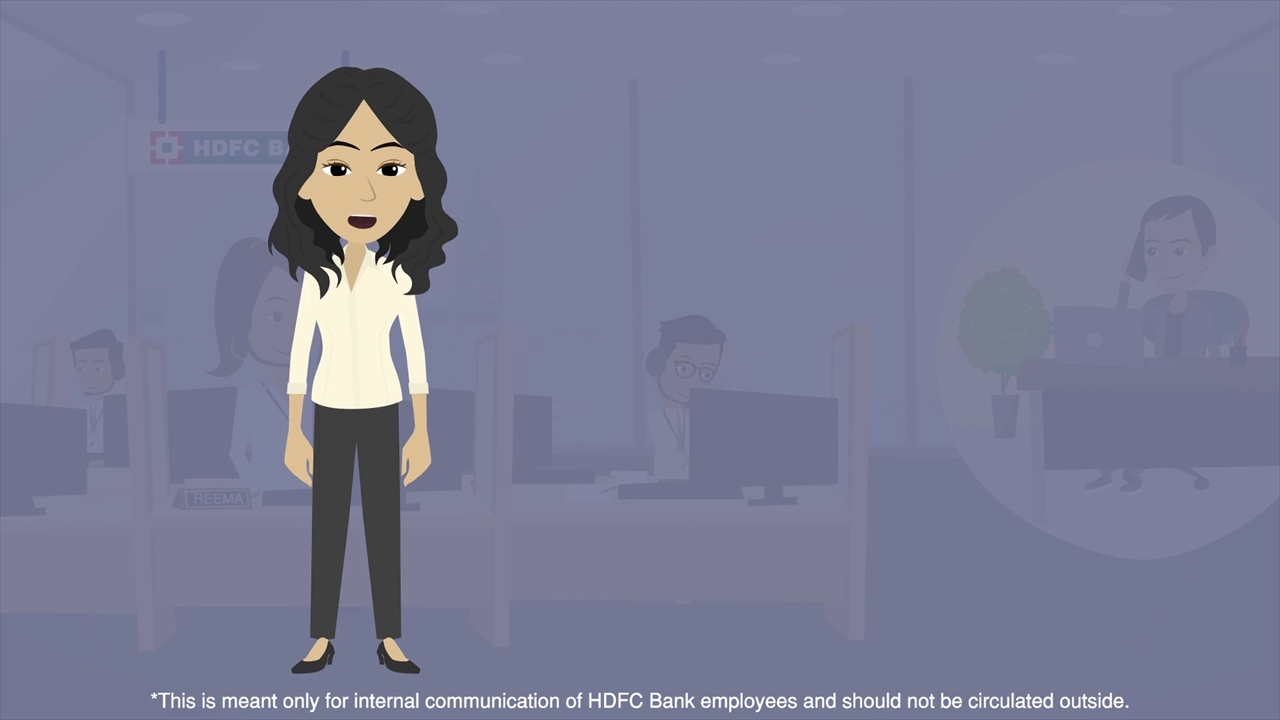 HDFC B
REEMA
*This is meant only for internal communication of HDFC Bank employees and should not be circulated outside.